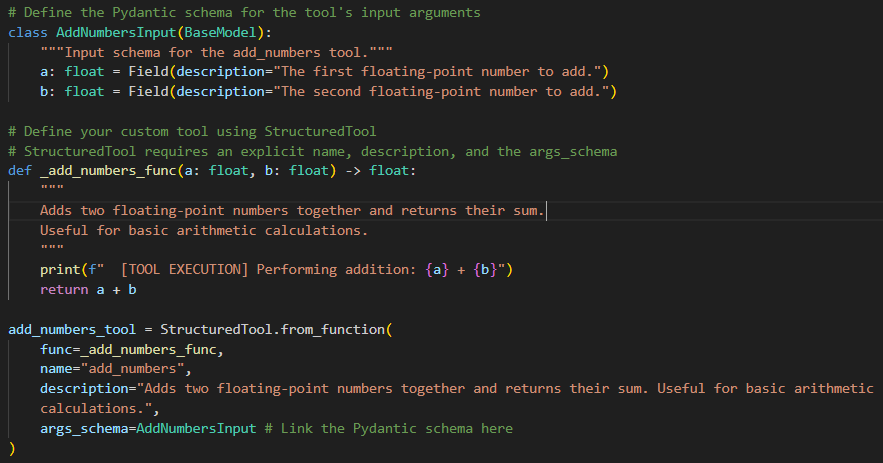 # Define the Pydantic schema for the tool's input arguments
class AddNumbersInput(BaseModel):
    """Input schema for the add_numbers tool."""
    a: float = Field(description="The first floating-point number to add.")
    b: float = Field(description="The second floating-point number to add.")

# Define your custom tool using StructuredTool
# StructuredTool requires an explicit name, description, and the args_schema
def _add_numbers_func(a: float, b: float) -> float:
    """
    Adds two floating-point numbers together and returns their sum.
    Useful for basic arithmetic calculations.
    """
    print(f"  [TOOL EXECUTION] Performing addition: {a} + {b}")
    return a + b

add_numbers_tool = StructuredTool.from_function(
    func=_add_numbers_func,
    name="add_numbers",
    description="Adds two floating-point numbers together and returns their sum. Useful for basic arithmetic
    calculations.",
    args_schema=AddNumbersInput # Link the Pydantic schema here
)